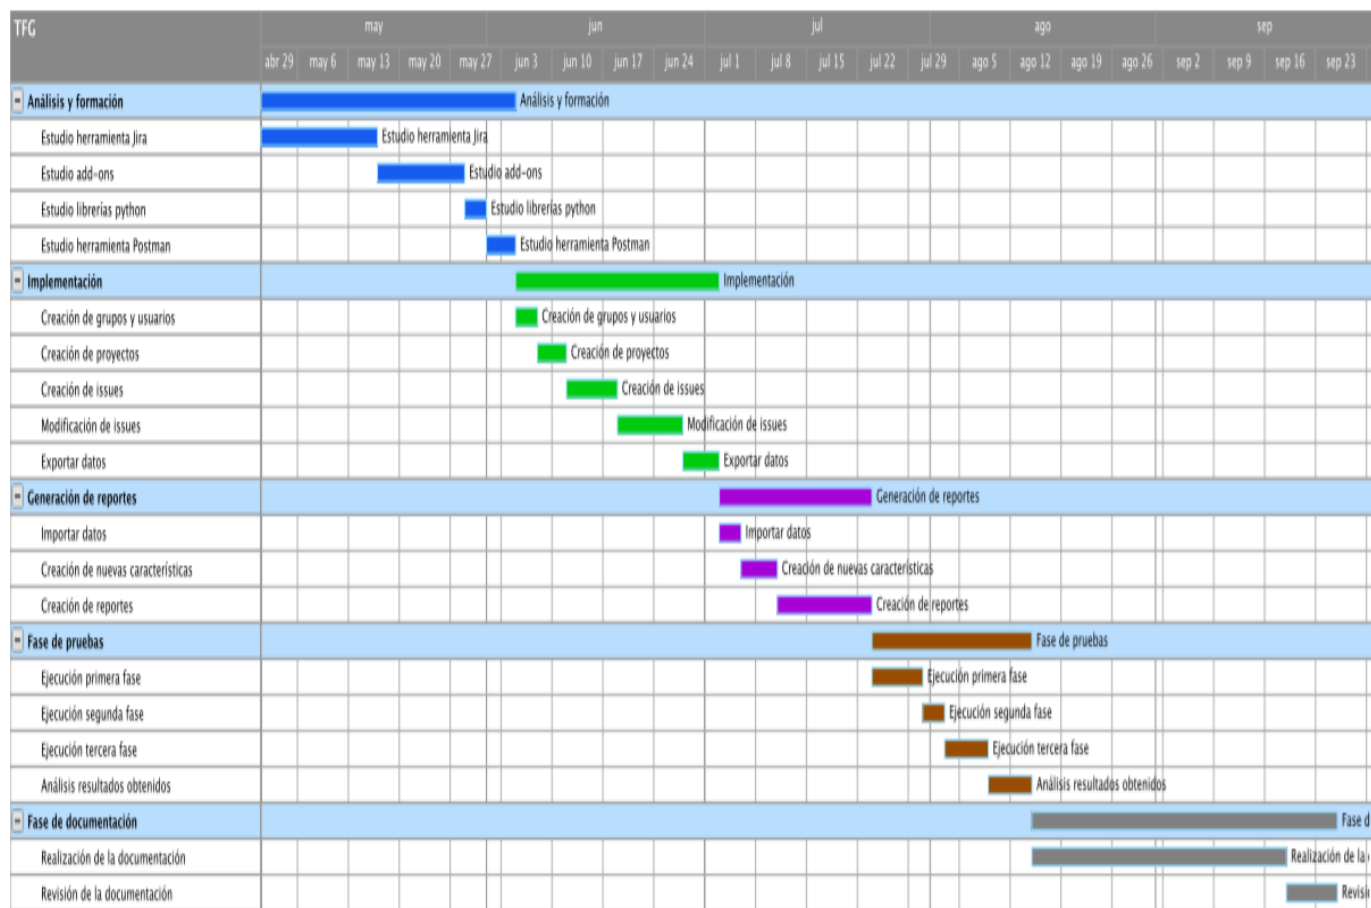 TFG may jun jul ago sep
abr 29 may 6 may 13 may 20 may 27 jun 3 jun 10 jun 17 jun 24 jul 1 jul 8 jul 15 jul 22 jul 29 ago 5 ago 12 ago 19 ago 26 sep 2 sep 9 sep 16 sep 23
Análisis y formación Análisis y formación
Estudio herramienta Jira Estudio herramienta Jira
Estudio add-ons Estudio add-ons
Estudio librerías python Estudio librerías python
Estudio herramienta Postman Estudio herramienta Postman
Implementación Implementación
Creación de grupos y usuarios Creación de grupos y usuarios
Creación de proyectos Creación de proyectos
Creación de issues Creación de issues
Modificación de issues Modificación de issues
Exportar datos Exportar datos
Generación de reportes Generación de reportes
Importar datos Importar datos
Creación de nuevas características Creación de nuevas características
Creación de reportes Creación de reportes
Fase de pruebas Fase de pruebas
Ejecución primera fase Ejecución primera fase
Ejecución segunda fase Ejecución segunda fase
Ejecución tercera fase Ejecución tercera fase
Análisis resultados obtenidos Análisis resultados obtenidos
Fase de documentación Fase d
Realización de la documentación Realización de la
Revisión de la documentación Revisi